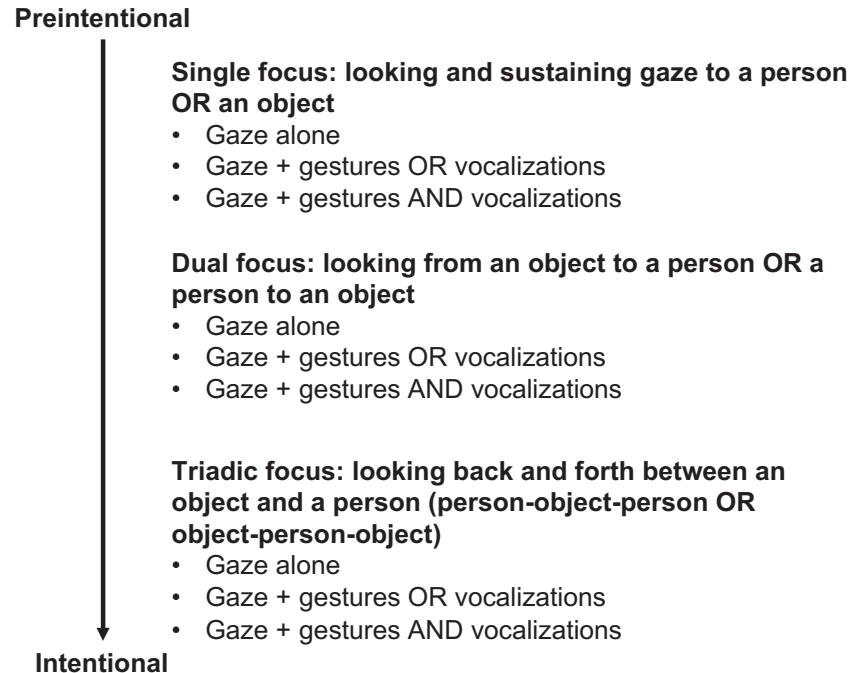 Preintentional
Single focus: looking and sustaining gaze to a person
OR an object
• Gaze alone
• Gaze + gestures OR vocalizations
• Gaze + gestures AND vocalizations
Dual focus: looking from an object to a person OR a
person to an object
• Gaze alone
• Gaze + gestures OR vocalizations
• Gaze + gestures AND vocalizations
Triadic focus: looking back and forth between an
object and a person (person-object-person OR
object-person-object)
• Gaze alone
• Gaze + gestures OR vocalizations
• Gaze + gestures AND vocalizations
Intentional